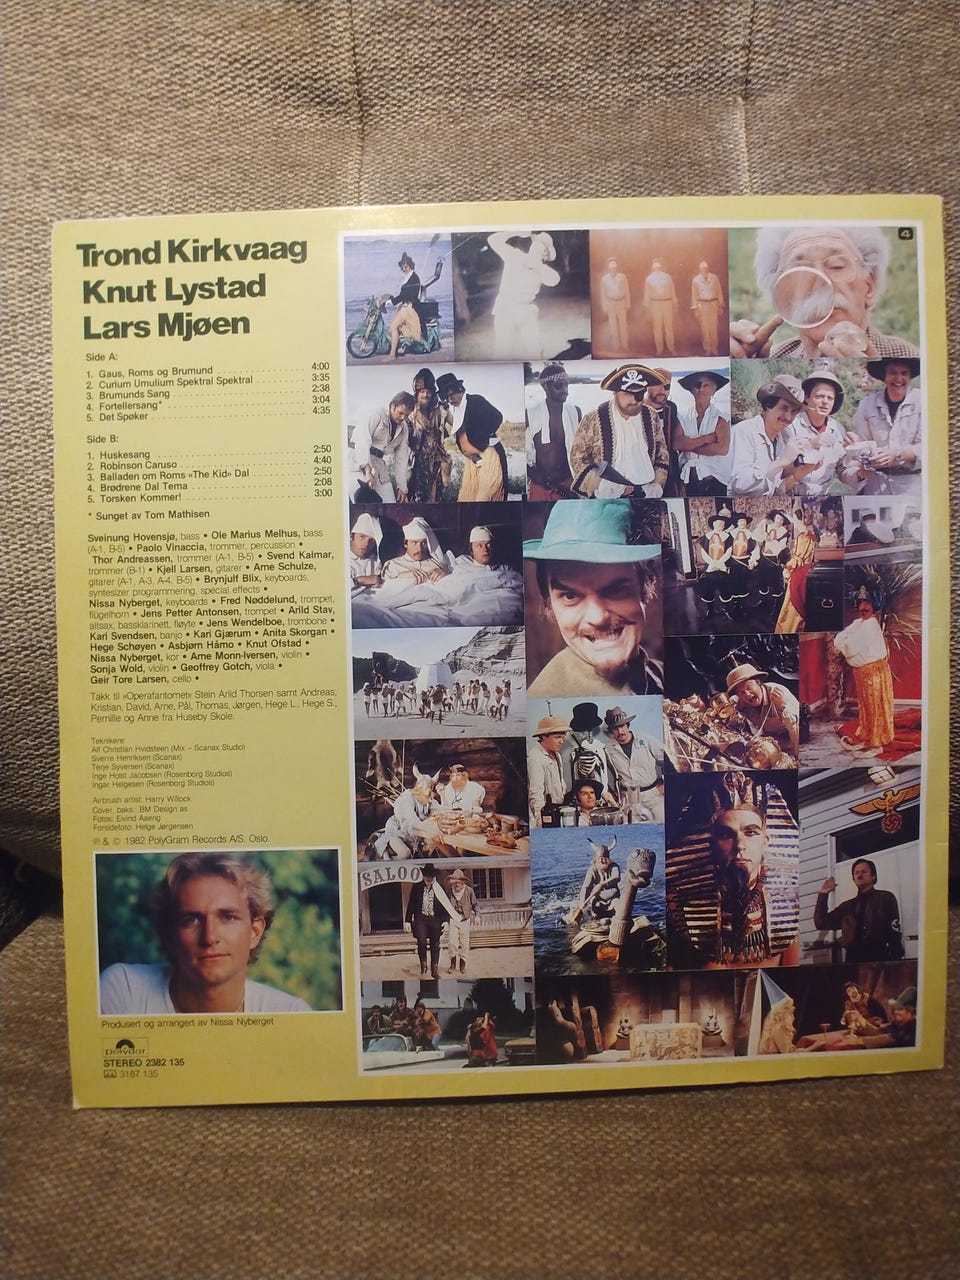 Trond Kirkvaag
Knut Lystad
Lars Mjøen
Side A:
1. Gaus, Roms og Brumund 4:00
2. Curium Umulium Spektral Spektral 3:35
3. Brumunds Sang 2:38
4. Fortellersang* 3:04
5. Det Spøker 4:35
Side B:
1. Huskesang 2:50
2. Robinson Caruso 4:40
3. Balladen om Roms «The Kid» Dal 2:50
4. Brødrene Dal Tema 2:08
5. Torsken Kommer! 3:00
* Sunget av Tom Mathisen
Sveinung Hovensjø, bass • Ole Marius Melhus, bass
(A-1, B-5) • Paolo Vinaccia, trommer, percussion •
Thor Andreassen, trommer (A-1, B-5) • Svend Kalmar,
trommer (B-1) • Kjell Larsen, gitarer • Arne Schulze,
gitarer (A-1, A-3, A-4, B-5) • Brynjulf Blix, keyboards,
syntesizer programmering, special effects •
Nissa Nyberget, keyboards • Fred Nøddelund, trompet,
flügelhorn • Jens Petter Antonsen, trompet • Arild Stav,
altsax, bassklarinett, fløyte • Jens Wendelboe, trombone •
Kari Svendsen, banjo • Kari Gjærum • Anita Skorgan •
Hege Schøyen • Asbjørn Håmo • Knut Ofstad •
Nissa Nyberget, kor • Arne Monn-Iversen, violin •
Sonja Wold, violin • Geoffrey Gotch, viola •
Geir Tore Larsen, cello •
Takk til «Operafantomet» Stein Arild Thorsen samt Andreas,
Kristian, David, Arne, Pål, Thomas, Jørgen, Hege L., Hege S.,
Pernille og Anne fra Huseby Skole.
Teknikere:
Alf Christian Hvidsteen (Mix – Scanax Studio)
Sverre Henriksen (Scanax)
Terje Syversen (Scanax)
Inge Holst Jacobsen (Rosenborg Studios)
Ingar Helgesen (Rosenborg Studios)
Airbrush artist: Harry Willock
Cover, baks.: BM Design as
Fotos: Eivind Aaeng
Forsidefoto: Helge Jørgensen
℗ & © 1982 PolyGram Records A/S. Oslo.
Produsert og arrangert av Nissa Nyberget
polydor
STEREO 2382 135
3187 135
4
SALOO